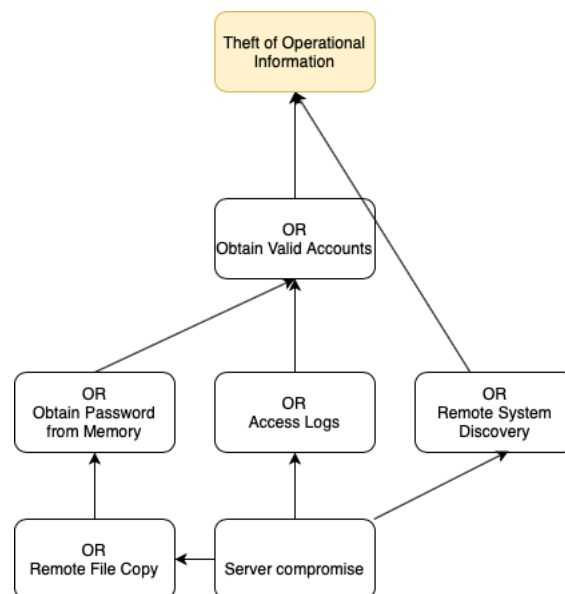 Theft of Operational
Information
OR
Obtain Valid Accounts
OR
Obtain Password
from Memory
OR
Access Logs
OR
Remote System
Discovery
OR
Remote File Copy
Server compromise